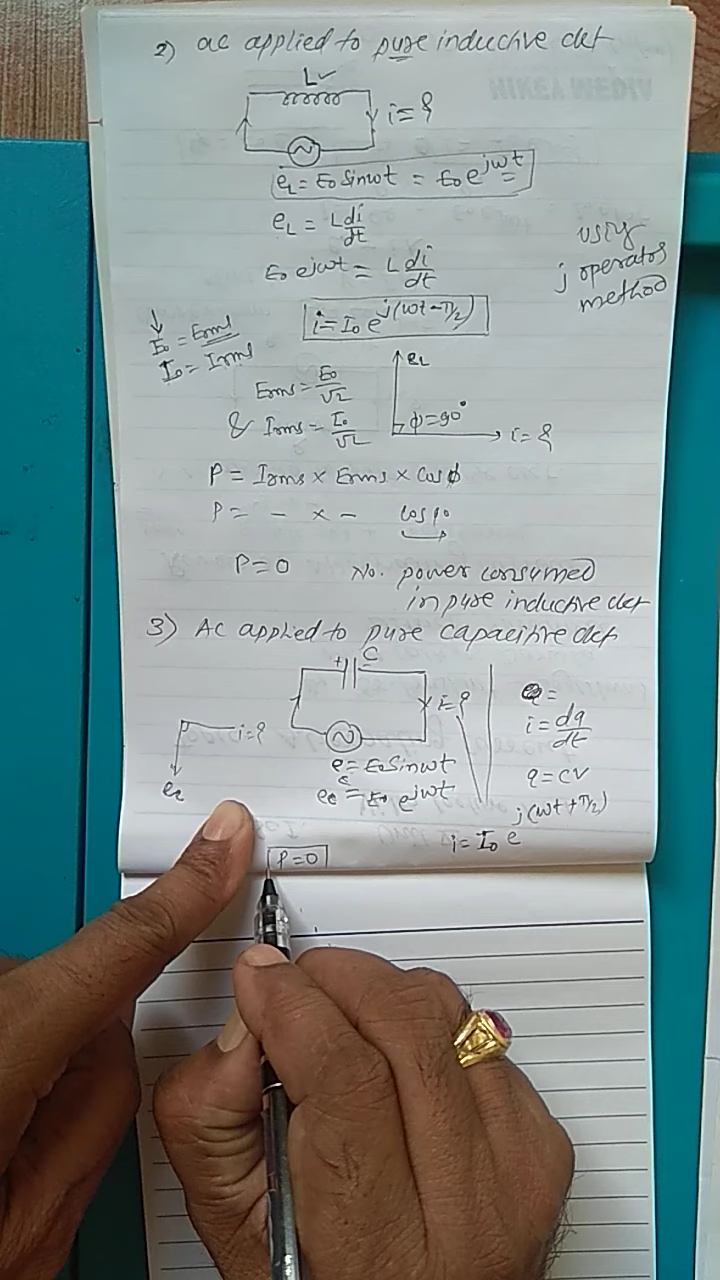 2) ac applied to pure inductive ckt
L✓
i = ?
eL = E0 Sinωt = E0 e^jωt
eL = L di/dt
E0 e^jωt = L di/dt
using
j operator
method
i = I0 e^j(ωt - π/2)
↓
E0 = Erms
I0 = Irms
Erms = E0/√2
& Irms = I0/√2
eL
ϕ = 90°
i = ?
P = Irms × Erms × Cosϕ
P = - × - Cos 90
P = 0 No. power consumed
in pure inductive ckt
3) AC applied to pure capacitive ckt
+ C
i = ?
Q =
i = dq/dt
q = cv
i = ?
ec
e = E0 Sinωt
ec = E0 e^jωt
i = I0 e^j(ωt + π/2)
P = 0